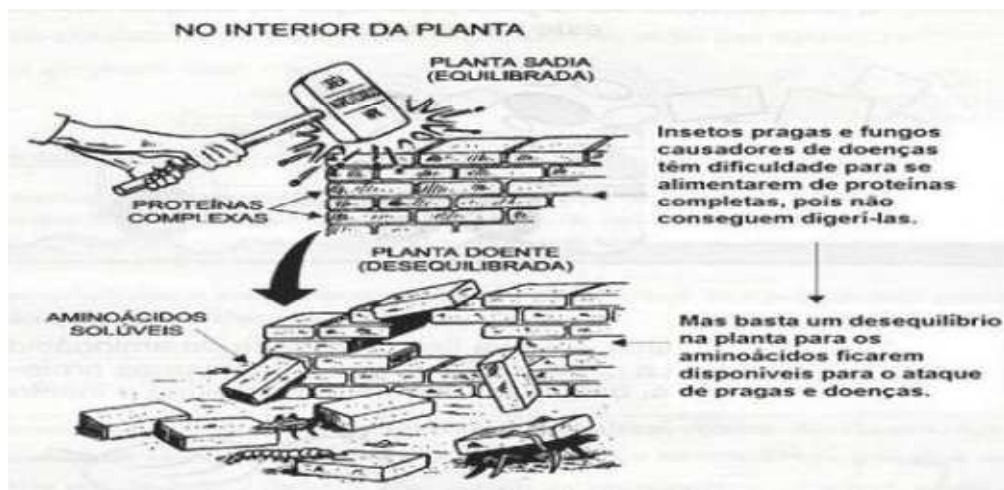 NO INTERIOR DA PLANTA
PLANTA SADIA
(EQUILIBRADA)
PROTEÍNAS
COMPLEXAS
Insetos pragas e fungos
causadores de doenças
têm dificuldade para se
alimentarem de proteínas
completas, pois não
conseguem digerí-las.
PLANTA DOENTE
(DESEQUILIBRADA)
AMINOÁCIDOS
SOLÚVEIS
Mas basta um desequilíbrio
na planta para os
aminoácidos ficarem
disponíveis para o ataque
de pragas e doenças.